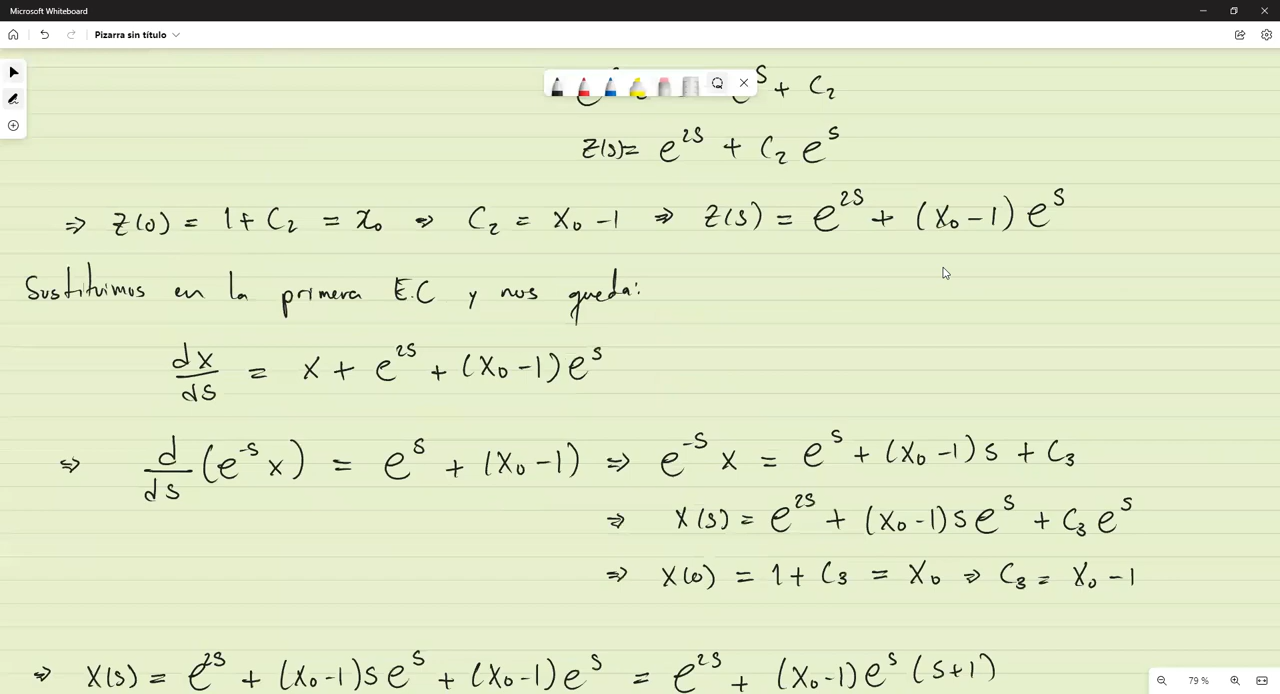 Microsoft Whiteboard
Pizarra sin título
s + C₂
Z(s)= e^{2s} + C₂ e^s
⇒ Z(0) = 1 + C₂ = x₀ ⇒ C₂ = x₀ - 1 ⇒ Z(s) = e^{2s} + (x₀ - 1) e^s
Sustituimos en la primera E.C y nos queda:
dx/ds = x + e^{2s} + (x₀ - 1) e^s
⇒ d/ds (e^{-s} x) = e^s + (x₀ - 1) ⇒ e^{-s} x = e^s + (x₀ - 1) s + C₃
⇒ x(s) = e^{2s} + (x₀ - 1) s e^s + C₃ e^s
⇒ x(0) = 1 + C₃ = x₀ ⇒ C₃ = x₀ - 1
⇒ x(s) = e^{2s} + (x₀ - 1) s e^s + (x₀ - 1) e^s = e^{2s} + (x₀ - 1) e^s (s + 1)
79 %